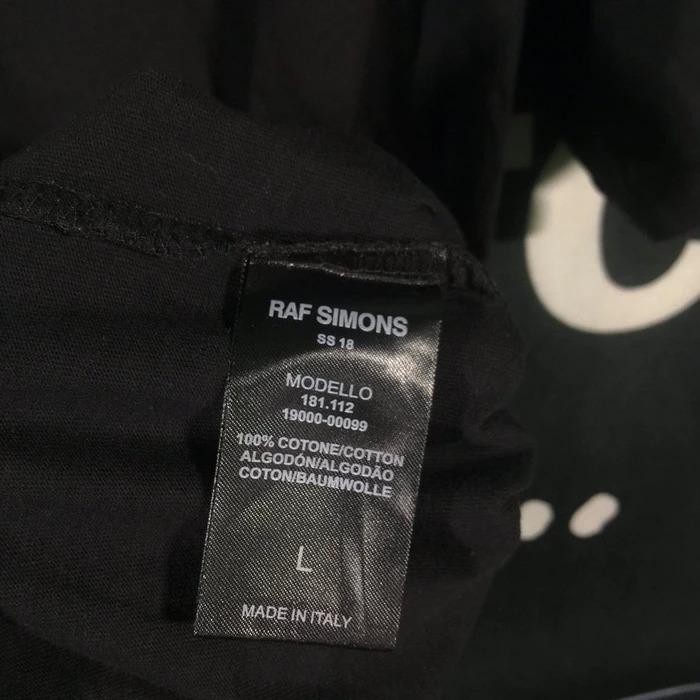 RAF SIMONS
SS 18
MODELLO
181.112
19000-00099
100% COTONE/COTTON
ALGODÓN/ALGODÃO
COTON/BAUMWOLLE
L
MADE IN ITALY